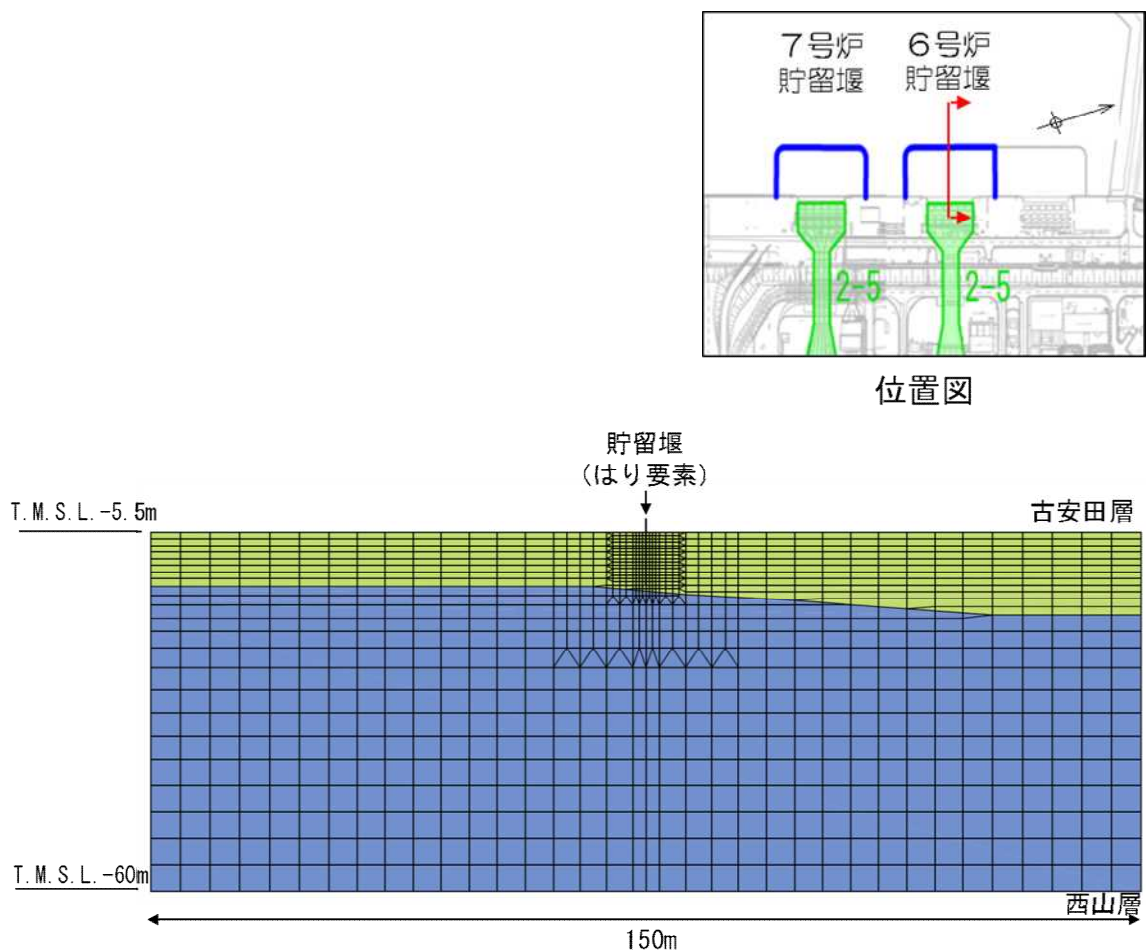 7号炉 6号炉
貯留堰 貯留堰
2-5 2-5
位置図
貯留堰
(はり要素)
T.M.S.L.-5.5m
古安田層
T.M.S.L.-60m
西山層
150m